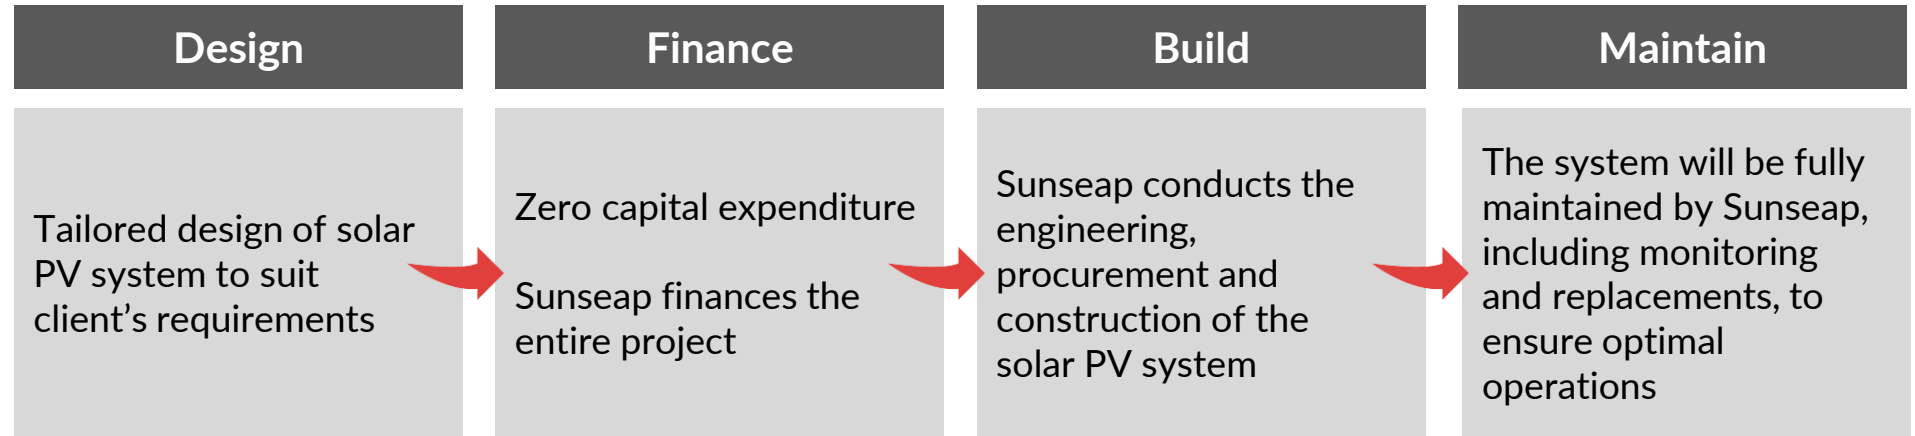 Design
Tailored design of solar
PV system to suit
client’s requirements
Finance
Zero capital expenditure
Sunseap finances the
entire project
Build
Sunseap conducts the
engineering,
procurement and
construction of the
solar PV system
Maintain
The system will be fully
maintained by Sunseap,
including monitoring
and replacements, to
ensure optimal
operations